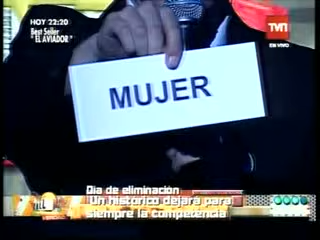 HOY 22:20
Best Seller
"EL AVIADOR"
TVN
EN VIVO
MUJER
Día de eliminación
Un histórico dejará para
siempre la competencia